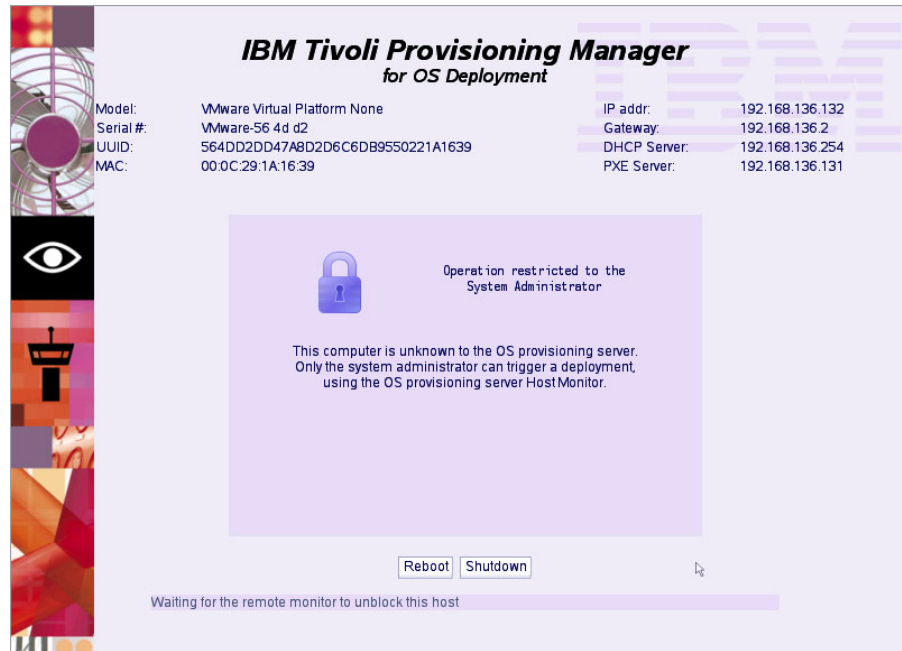 IBM Tivoli Provisioning Manager
for OS Deployment
Model: VMware Virtual Platform None IP addr: 192.168.136.132
Serial #: VMware-56 4d d2 Gateway: 192.168.136.2
UUID: 564DD2DD47A8D2D6C6DB9550221A1639 DHCP Server: 192.168.136.254
MAC: 00:0C:29:1A:16:39 PXE Server: 192.168.136.131
Operation restricted to the
System Administrator
This computer is unknown to the OS provisioning server.
Only the system administrator can trigger a deployment,
using the OS provisioning server Host Monitor.
Reboot Shutdown
Waiting for the remote monitor to unblock this host